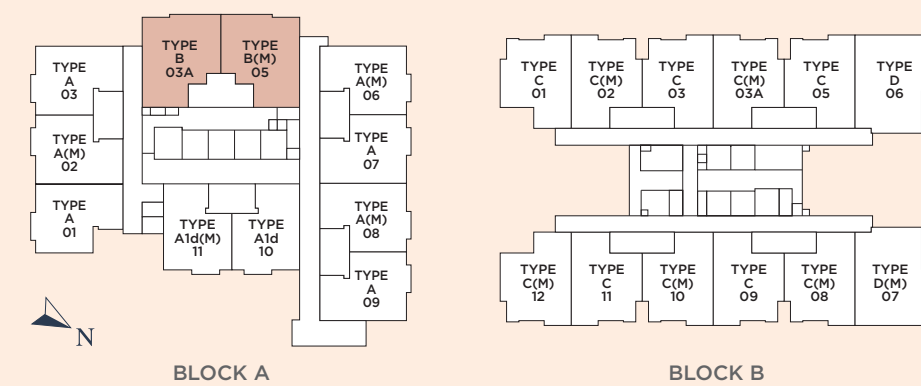 TYPE
B
03A
TYPE
B(M)
05
TYPE
A
03
TYPE
A(M)
02
TYPE
A
01
TYPE
A(M)
06
TYPE
A
07
TYPE
A(M)
08
TYPE
A
09
TYPE
A1d(M)
11
TYPE
A1d
10
N
BLOCK A
TYPE
C
01
TYPE
C(M)
02
TYPE
C
03
TYPE
C(M)
03A
TYPE
C
05
TYPE
D
06
TYPE
C(M)
12
TYPE
C
11
TYPE
C(M)
10
TYPE
C
09
TYPE
C(M)
08
TYPE
D(M)
07
BLOCK B